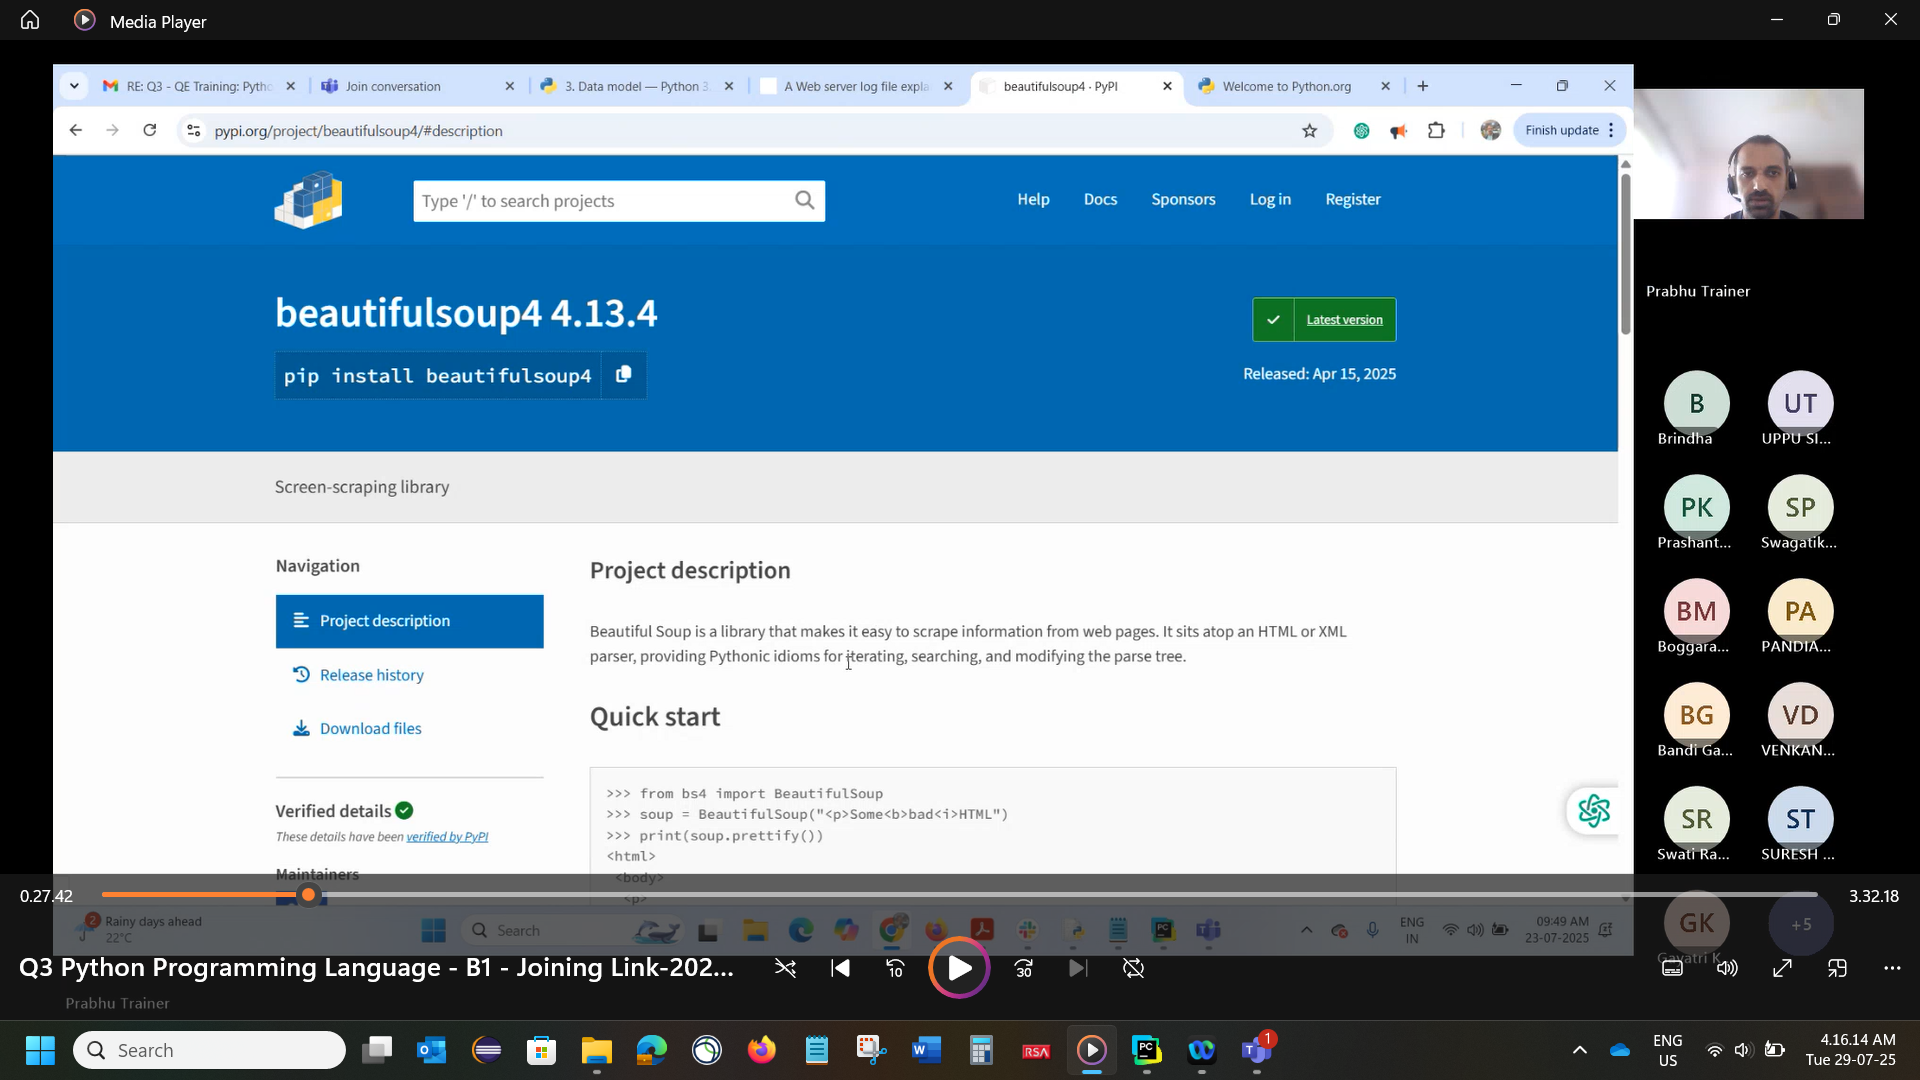 Media Player
RE: Q3 - QE Training: Pytho
Join conversation
3. Data model — Python 3.
A Web server log file expla
beautifulsoup4 · PyPI
Welcome to Python.org
pypi.org/project/beautifulsoup4/#description
Finish update
Type '/' to search projects
Help
Docs
Sponsors
Log in
Register
beautifulsoup4 4.13.4
Latest version
pip install beautifulsoup4
Released: Apr 15, 2025
Screen-scraping library
Navigation
Project description
Release history
Download files
Verified details
These details have been verified by PyPI
Maintainers
Project description
Beautiful Soup is a library that makes it easy to scrape information from web pages. It sits atop an HTML or XML
parser, providing Pythonic idioms for iterating, searching, and modifying the parse tree.
Quick start
>>> from bs4 import BeautifulSoup
>>> soup = BeautifulSoup("<p>Some<b>bad<i>HTML")
>>> print(soup.prettify())
<html>
<body>
<p>
Prabhu Trainer
B
Brindha
UT
UPPU SI...
PK
Prashant...
SP
Swagatik...
BM
Boggara...
PA
PANDIA...
BG
Bandi Ga...
VD
VENKAN...
SR
Swati Ra...
ST
SURESH ...
GK
Gayatri K
+5
0.27.42
3.32.18
2
Rainy days ahead
22°C
Search
ENG
IN
09:49 AM
23-07-2025
Q3 Python Programming Language - B1 - Joining Link-202...
10
30
Prabhu Trainer
Search
RSA
1
ENG
US
4.16.14 AM
Tue 29-07-25